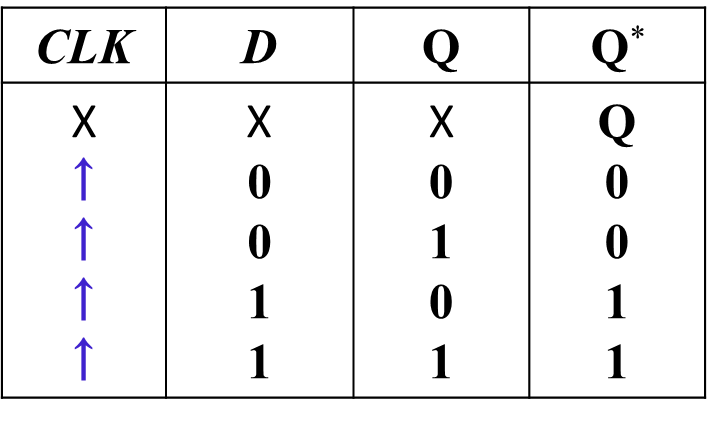 CLK D Q Q*
X X X Q
↑ 0 0 0
↑ 0 1 0
↑ 1 0 1
↑ 1 1 1